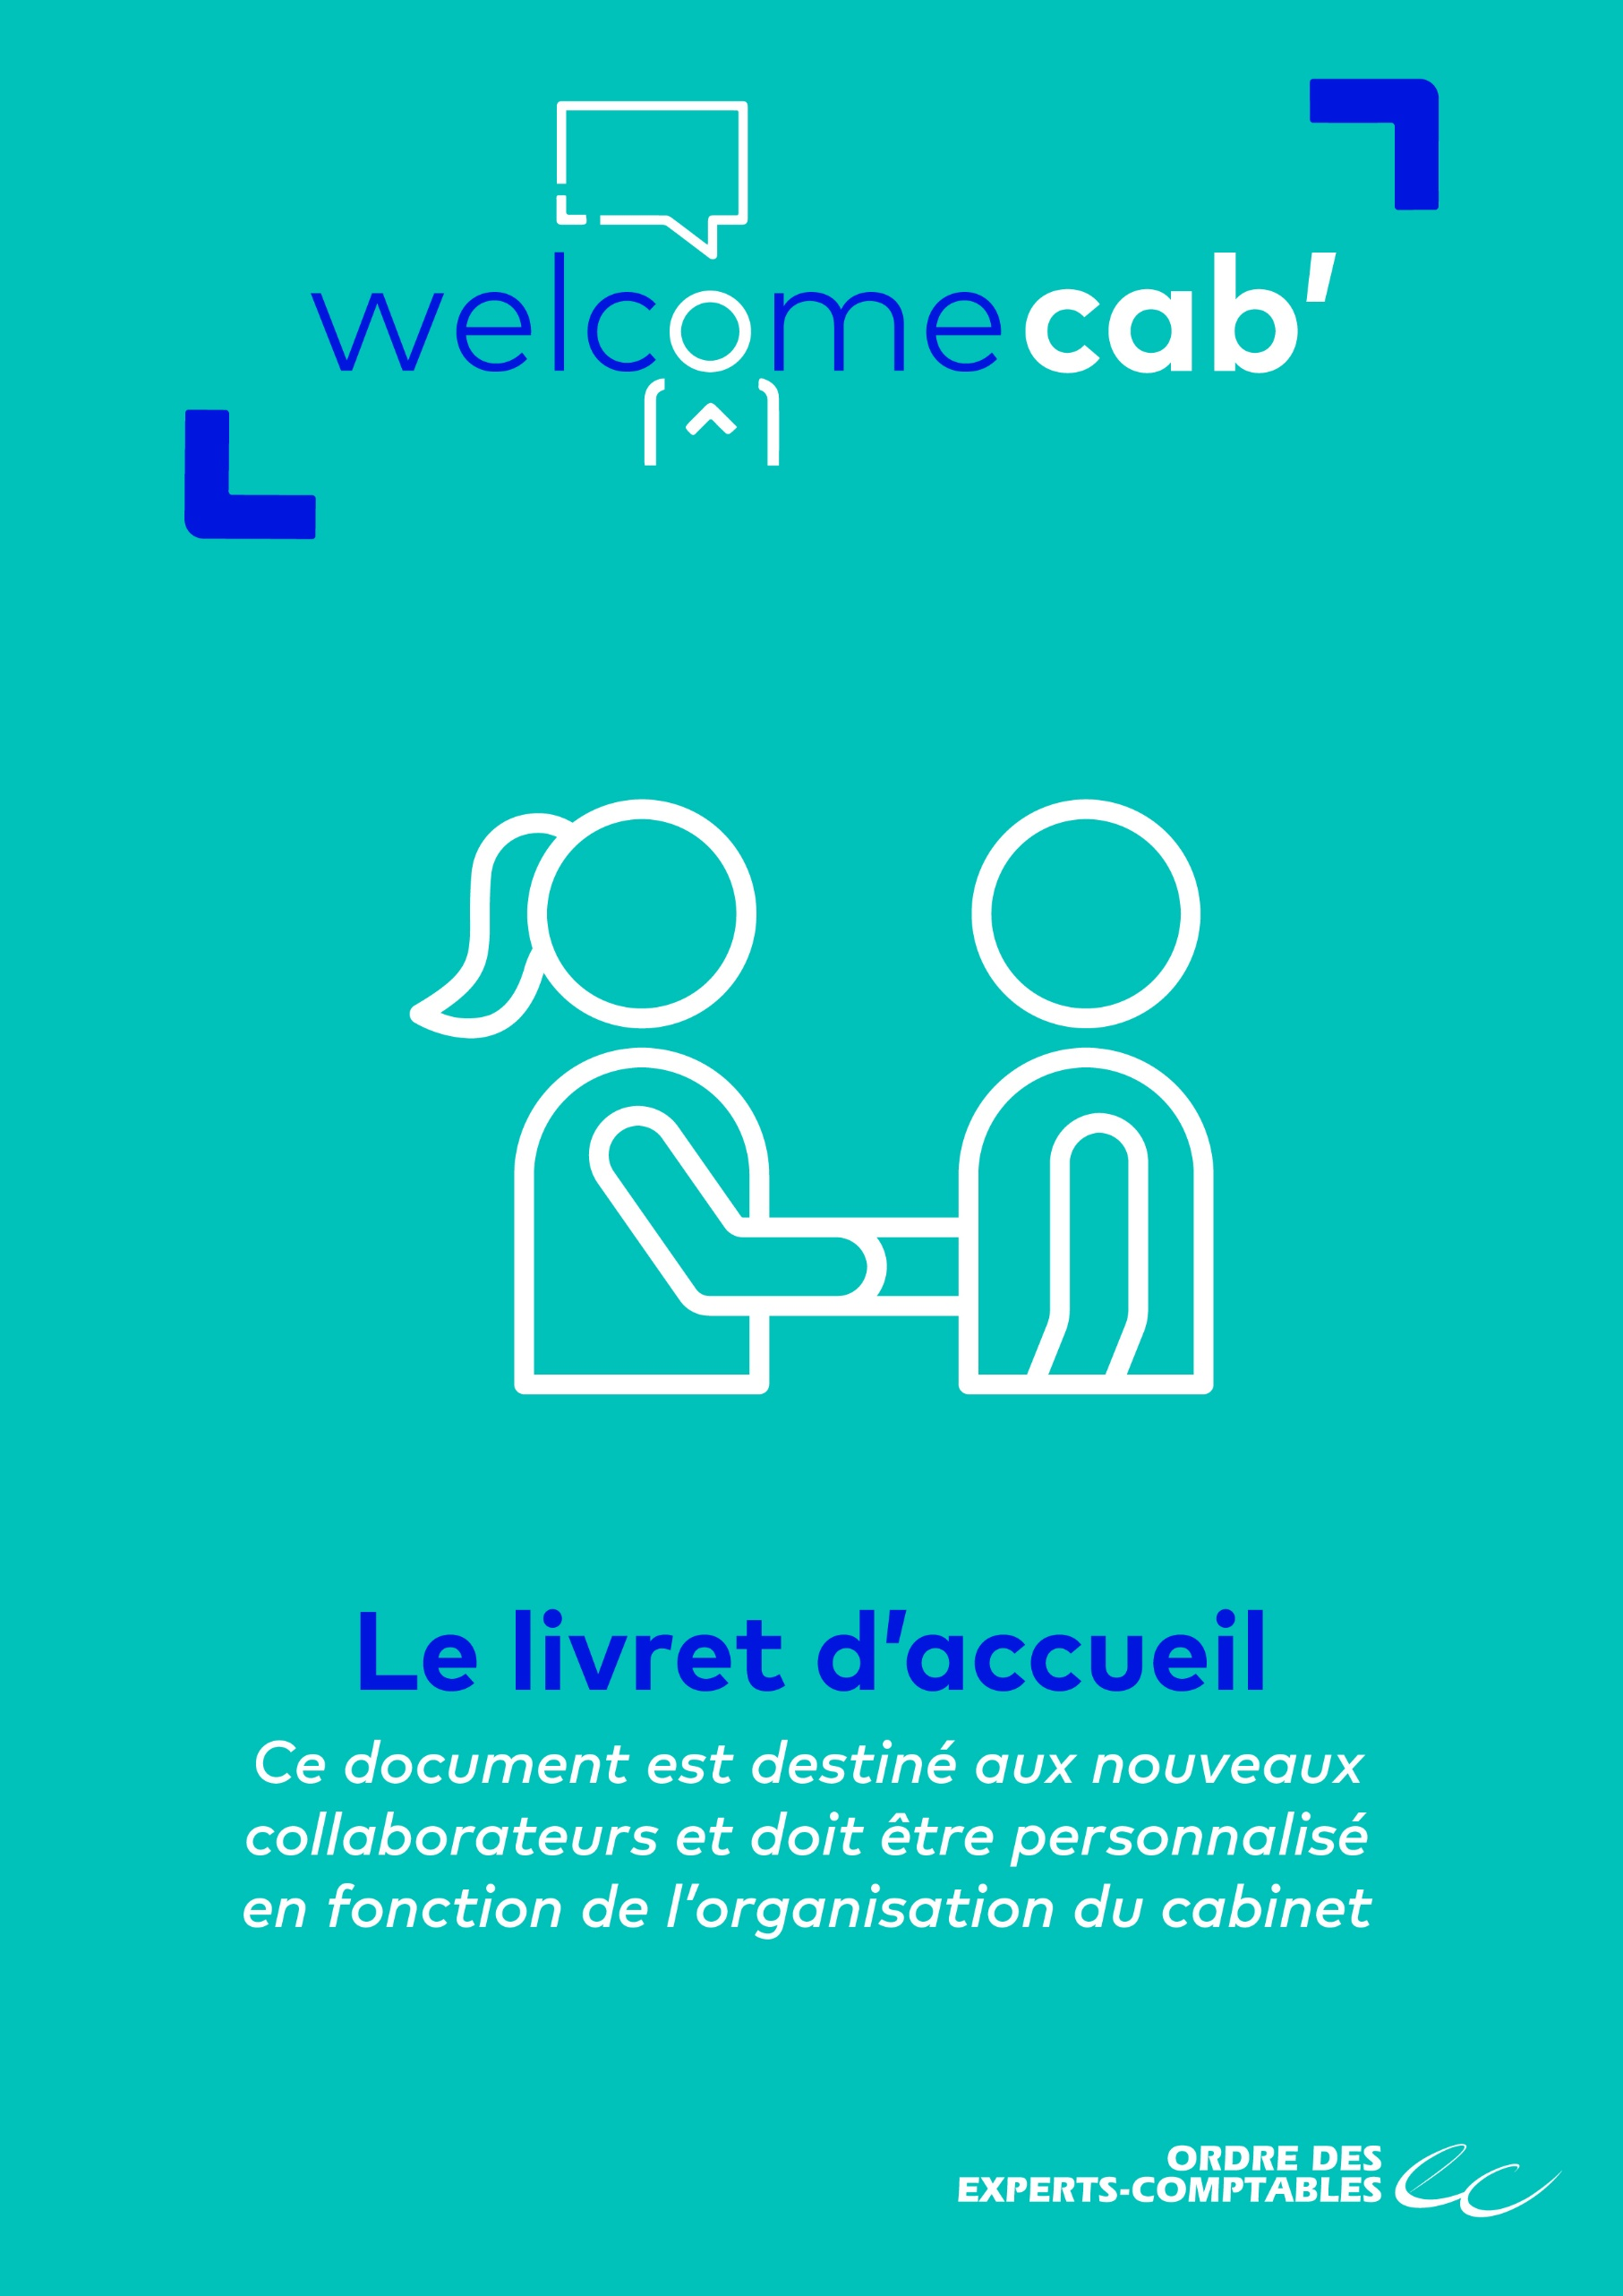 welcomecab’
Le livret d’accueil
Ce document est destiné aux nouveaux
collaborateurs et doit être personnalisé
en fonction de l’organisation du cabinet
ORDRE DES
EXPERTS-COMPTABLES
ec